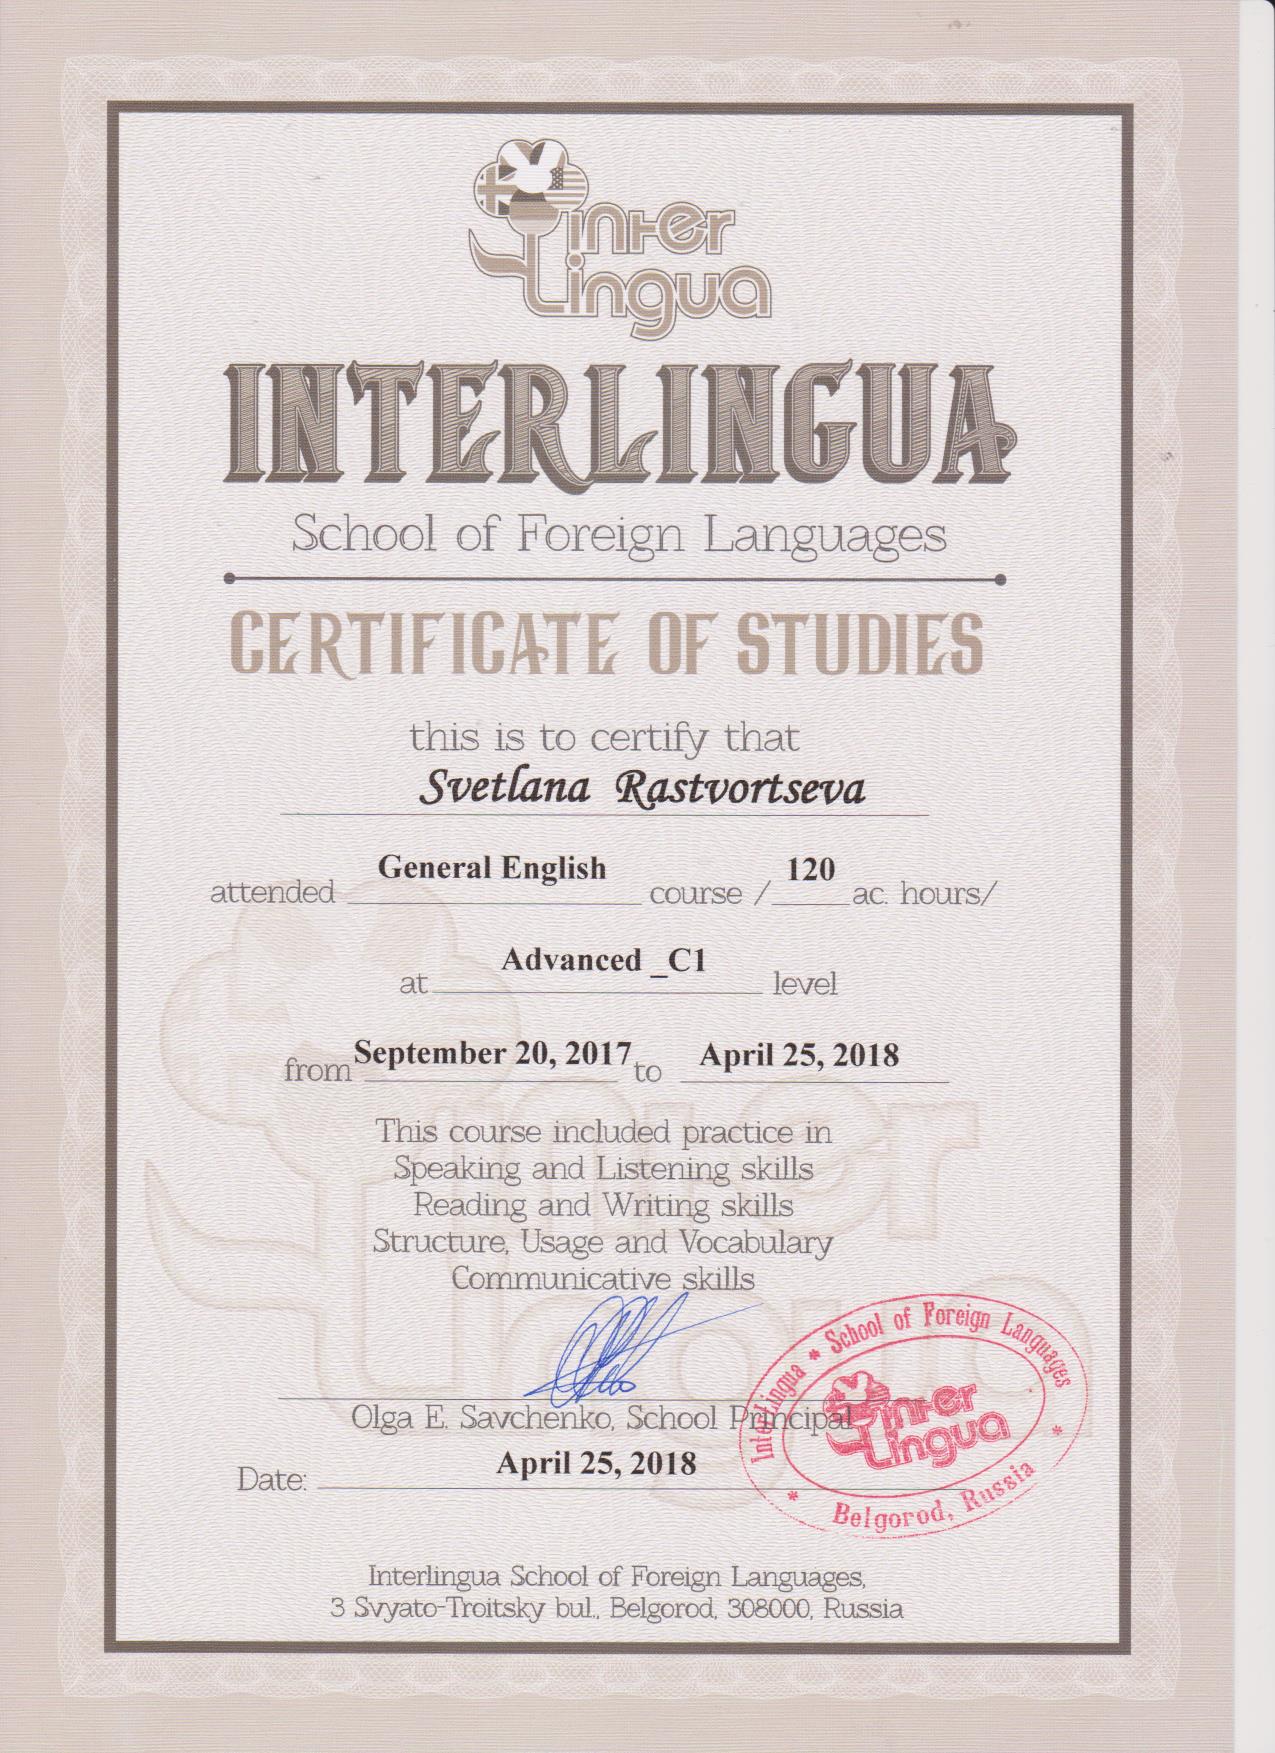 inter
Lingua
INTERLINGUA
School of Foreign Languages
CERTIFICATE OF STUDIES
this is to certify that
Svetlana Rastvortseva
attended General English course / 120 ac. hours/
at Advanced _C1 level
from September 20, 2017 to April 25, 2018
This course included practice in
Speaking and Listening skills
Reading and Writing skills
Structure, Usage and Vocabulary
Communicative skills
Olga E. Savchenko, School Principal
Date: April 25, 2018
InterLingua * School of Foreign Languages *
inter
Lingua
* Belgorod, Russia
Interlingua School of Foreign Languages,
3 Svyato-Troitsky bul., Belgorod, 308000, Russia